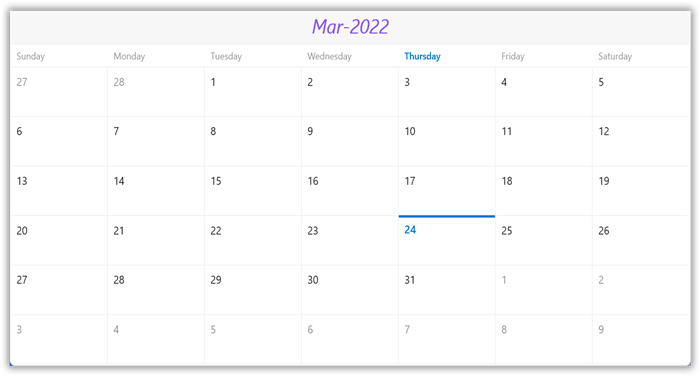 Mar-2022
Sunday Monday Tuesday Wednesday Thursday Friday Saturday
27 28 1 2 3 4 5
6 7 8 9 10 11 12
13 14 15 16 17 18 19
20 21 22 23 24 25 26
27 28 29 30 31 1 2
3 4 5 6 7 8 9